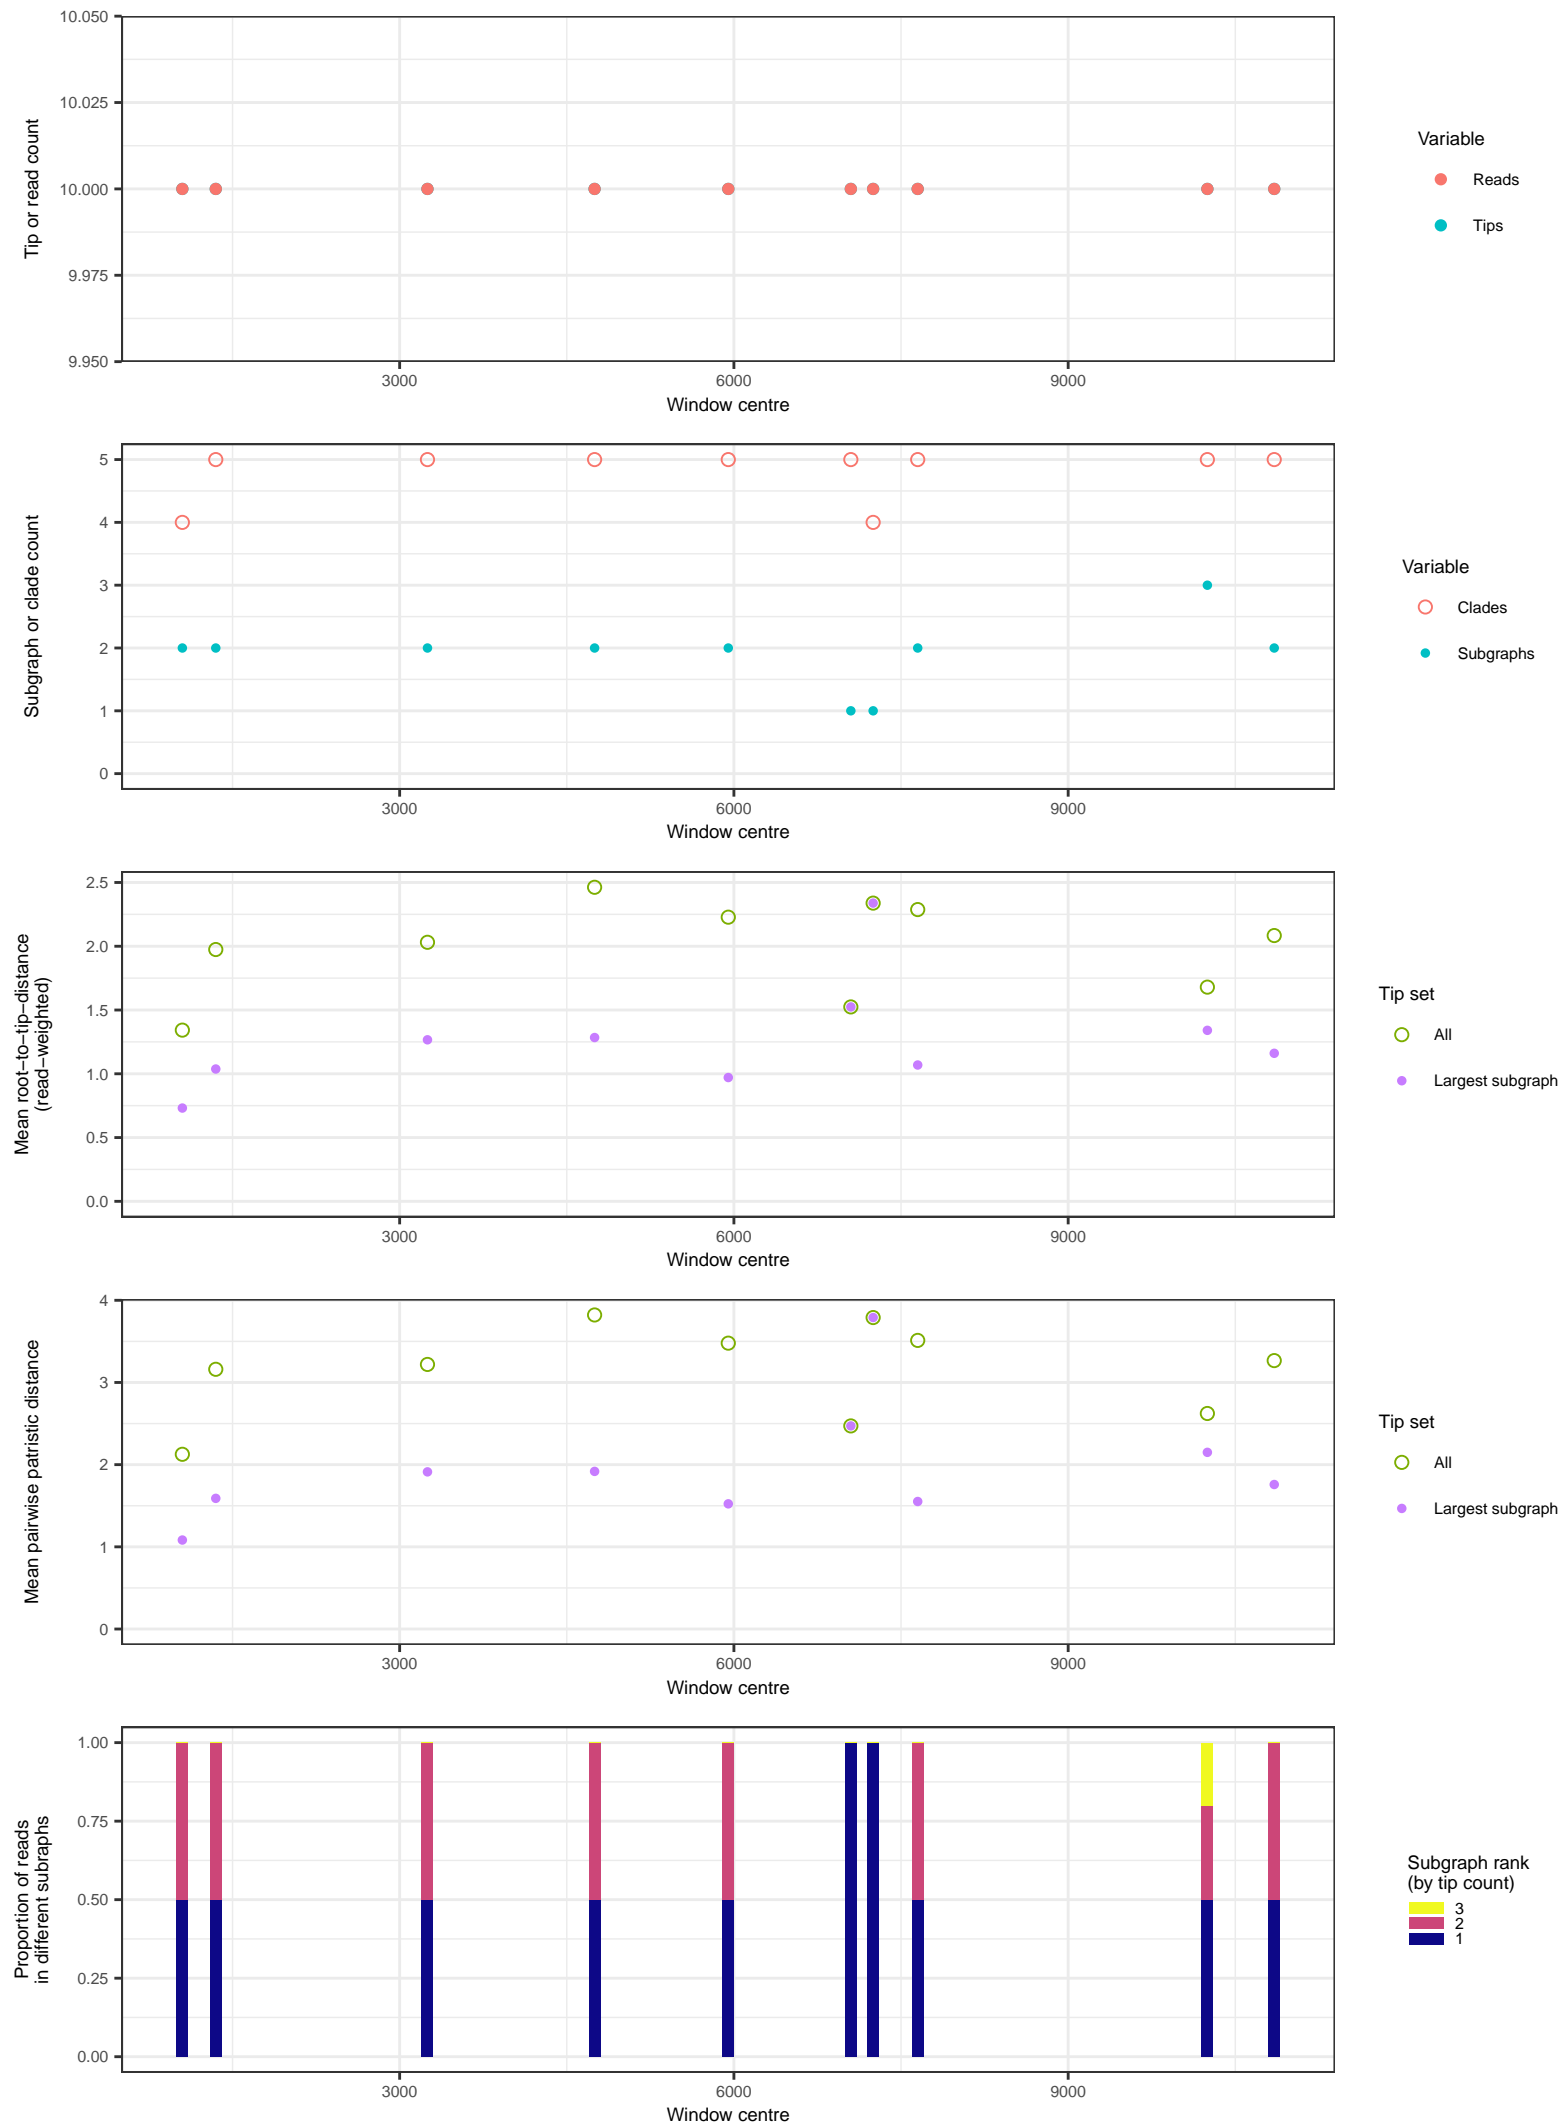 10.050
10.025
10.000
9.975
9.950
Tip or read count
3000 6000 9000
Window centre
Variable
Reads
Tips
5
4
3
2
1
0
Subgraph or clade count
3000 6000 9000
Window centre
Variable
Clades
Subgraphs
2.5
2.0
1.5
1.0
0.5
0.0
Mean root−to−tip−distance
(read−weighted)
3000 6000 9000
Window centre
Tip set
All
Largest subgraph
4
3
2
1
0
Mean pairwise patristic distance
3000 6000 9000
Window centre
Tip set
All
Largest subgraph
1.00
0.75
0.50
0.25
0.00
Proportion of reads
in different subraphs
3000 6000 9000
Window centre
Subgraph rank
(by tip count)
3
2
1